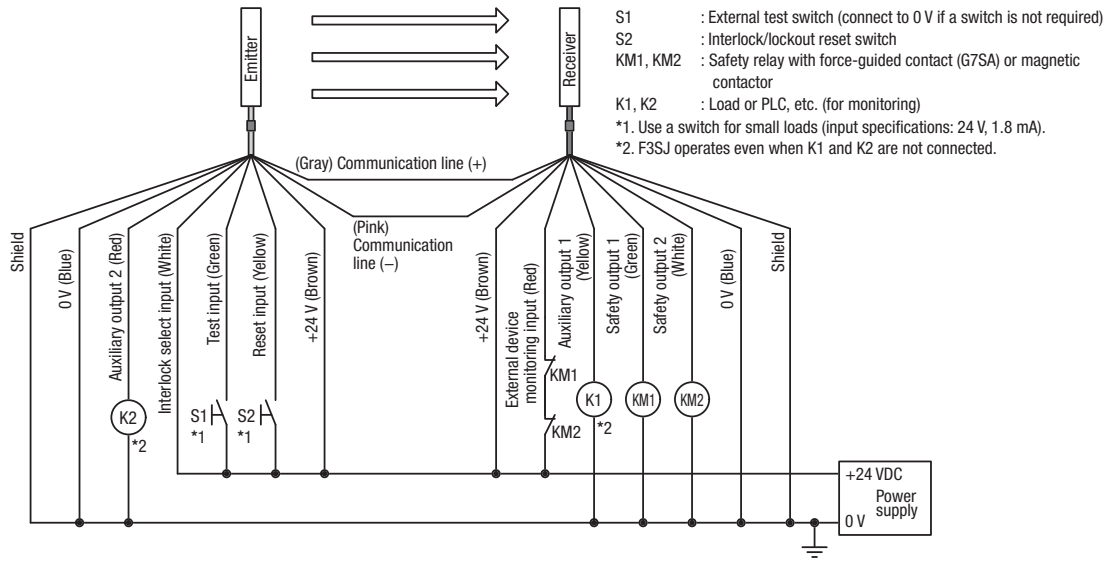 Emitter
Receiver
S1 : External test switch (connect to 0 V if a switch is not required)
S2 : Interlock/lockout reset switch
KM1, KM2 : Safety relay with force-guided contact (G7SA) or magnetic
contactor
K1, K2 : Load or PLC, etc. (for monitoring)
*1. Use a switch for small loads (input specifications: 24 V, 1.8 mA).
*2. F3SJ operates even when K1 and K2 are not connected.
(Gray) Communication line (+)
(Pink)
Communication
line (−)
Shield
0 V (Blue)
Auxiliary output 2 (Red)
Interlock select input (White)
Test input (Green)
Reset input (Yellow)
+24 V (Brown)
+24 V (Brown)
External device
monitoring input (Red)
Auxiliary output 1
(Yellow)
Safety output 1
(Green)
Safety output 2
(White)
0 V (Blue)
Shield
K2
*2
S1
*1
S2
*1
KM1
KM2
K1
*2
KM1
KM2
+24 VDC
Power
supply
0 V